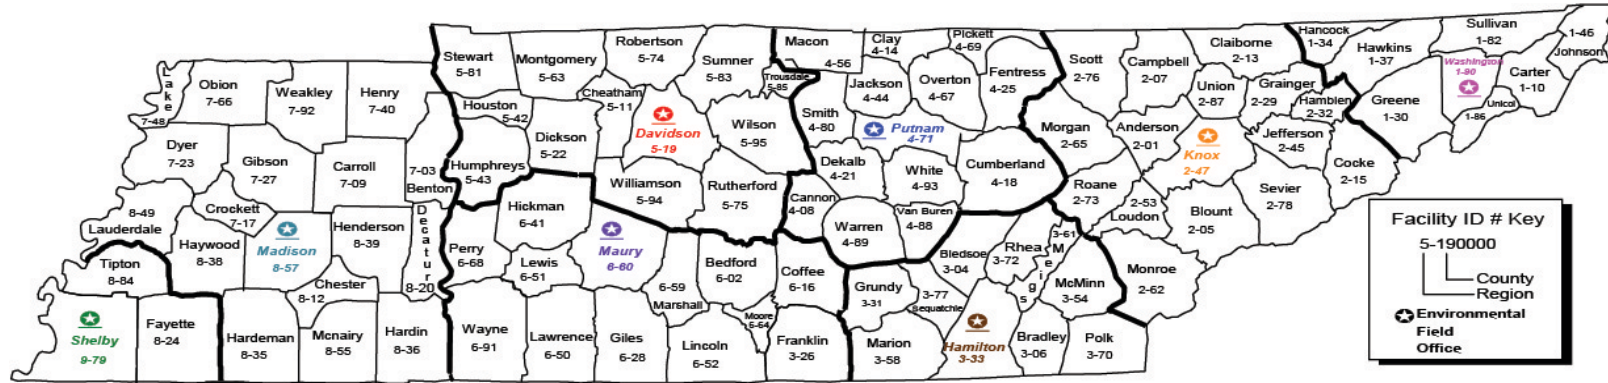 Lake
7-48
Obion
7-66
Weakley
7-92
Henry
7-40
Dyer
7-23
Gibson
7-27
Carroll
7-09
7-03
Benton
8-49
Lauderdale
Crockett
7-17
Haywood
8-38
Madison
8-57
Henderson
8-39
Decatur
8-20
Tipton
8-84
Chester
8-12
Shelby
9-79
Fayette
8-24
Hardeman
8-35
Mcnairy
8-55
Hardin
8-36
Stewart
5-81
Montgomery
5-63
Robertson
5-74
Sumner
5-83
Trousdale
5-85
Houston
5-42
Cheatham
5-11
Dickson
5-22
Davidson
5-19
Wilson
5-95
Humphreys
5-43
Williamson
5-94
Rutherford
5-75
Hickman
6-41
Perry
6-68
Lewis
6-51
Maury
6-60
6-59
Marshall
Bedford
6-02
Coffee
6-16
Moore
6-64
Wayne
6-91
Lawrence
6-50
Giles
6-28
Lincoln
6-52
Franklin
3-26
Macon
4-56
Clay
4-14
Pickett
4-69
Jackson
4-44
Overton
4-67
Fentress
4-25
Smith
4-80
Putnam
4-71
Dekalb
4-21
White
4-93
Cumberland
4-18
Cannon
4-08
Warren
4-89
Van Buren
4-88
Grundy
3-31
3-77
Sequatchie
Bledsoe
3-04
Rhea
3-72
3-61
Meigs
McMinn
3-54
Marion
3-58
Hamilton
3-33
Bradley
3-06
Polk
3-70
Scott
2-76
Campbell
2-07
Claiborne
2-13
Union
2-87
Grainger
2-29
Hamblen
2-32
Morgan
2-65
Anderson
2-01
Knox
2-47
Jefferson
2-45
Cocke
2-15
Roane
2-73
2-53
Loudon
Blount
2-05
Sevier
2-78
Monroe
2-62
Hancock
1-34
Hawkins
1-37
Sullivan
1-82
1-46
Johnson
Washington
1-90
Carter
1-10
Greene
1-30
Unicoi
1-86
Facility ID # Key
5-190000
County
Region
Environmental
Field
Office